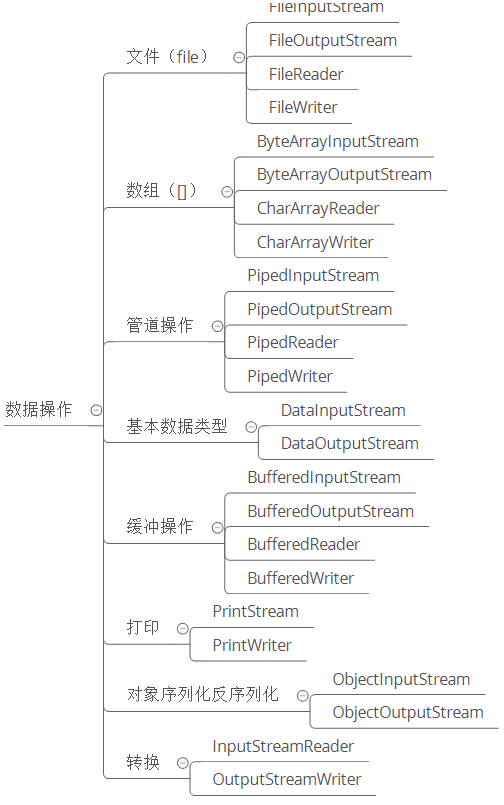 数据操作
文件（file）
FileInputStream
FileOutputStream
FileReader
FileWriter
数组（[]）
ByteArrayInputStream
ByteArrayOutputStream
CharArrayReader
CharArrayWriter
管道操作
PipedInputStream
PipedOutputStream
PipedReader
PipedWriter
基本数据类型
DataInputStream
DataOutputStream
缓冲操作
BufferedInputStream
BufferedOutputStream
BufferedReader
BufferedWriter
打印
PrintStream
PrintWriter
对象序列化反序列化
ObjectInputStream
ObjectOutputStream
转换
InputStreamReader
OutputStreamWriter